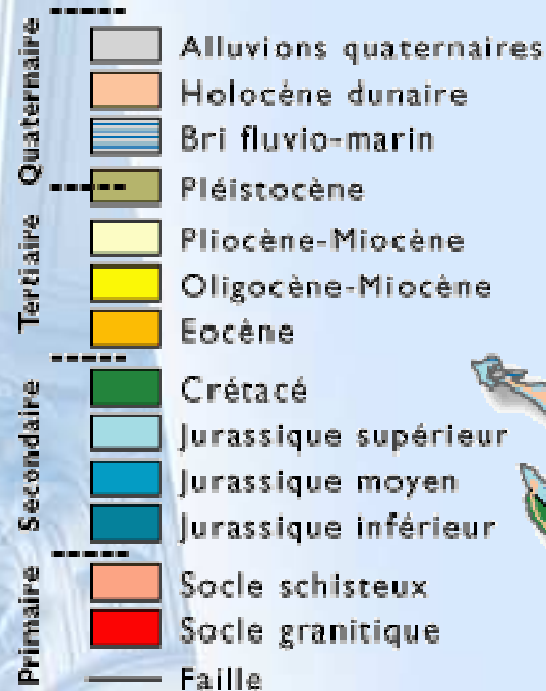 Quaternaire
Alluvions quaternaires
Holocène dunaire
Bri fluvio-marin
Pléistocène
Tertiaire
Pliocène-Miocène
Oligocène-Miocène
Eocène
Secondaire
Crétacé
Jurassique supérieur
Jurassique moyen
Jurassique inférieur
Primaire
Socle schisteux
Socle granitique
Faille